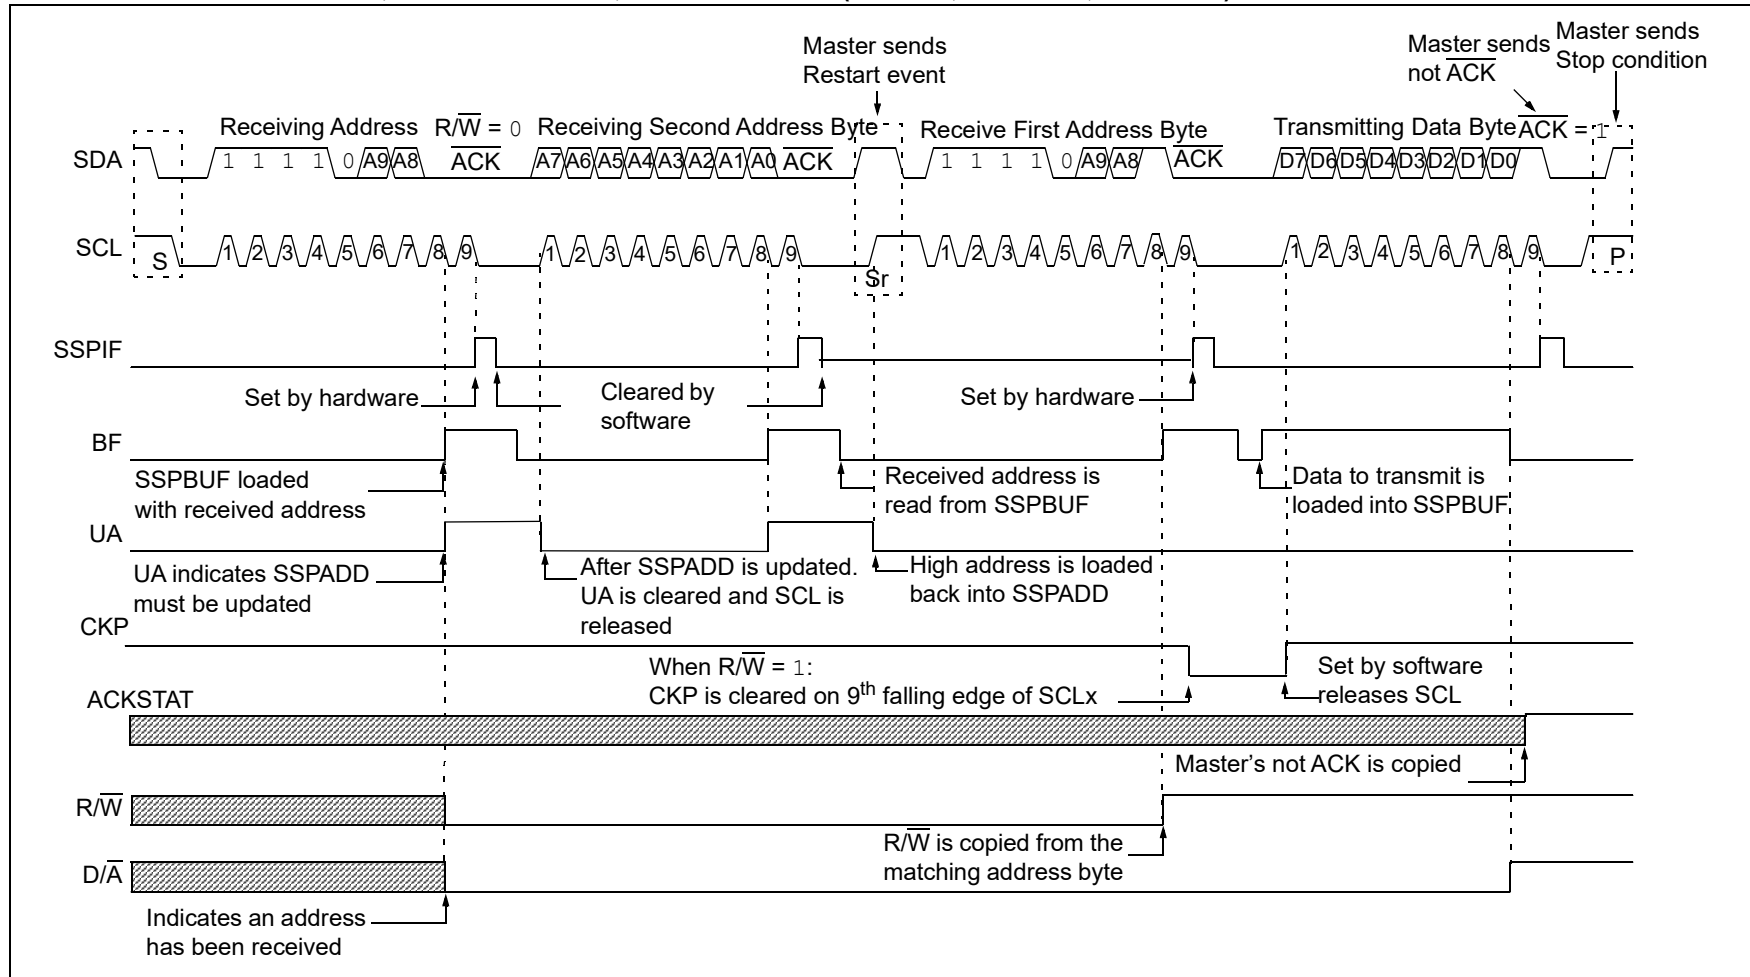 Master sends
Restart event
Master sends
not ACK
Master sends
Stop condition
Receiving Address R/W = 0 Receiving Second Address Byte Receive First Address Byte Transmitting Data Byte ACK = 1
SDA 1 1 1 1 0 A9 A8 ACK A7 A6 A5 A4 A3 A2 A1 A0 ACK 1 1 1 1 0 A9 A8 ACK D7 D6 D5 D4 D3 D2 D1 D0
SCL S 1 2 3 4 5 6 7 8 9 1 2 3 4 5 6 7 8 9 Sr 1 2 3 4 5 6 7 8 9 1 2 3 4 5 6 7 8 9 P
SSPIF
Set by hardware
Cleared by
software
Set by hardware
BF
SSPBUF loaded
with received address
Received address is
read from SSPBUF
Data to transmit is
loaded into SSPBUF
UA
UA indicates SSPADD
must be updated
After SSPADD is updated.
UA is cleared and SCL is
released
High address is loaded
back into SSPADD
CKP
When R/W = 1:
CKP is cleared on 9th falling edge of SCLx
Set by software
releases SCL
ACKSTAT
Master's not ACK is copied
R/W
R/W is copied from the
matching address byte
D/A
Indicates an address
has been received